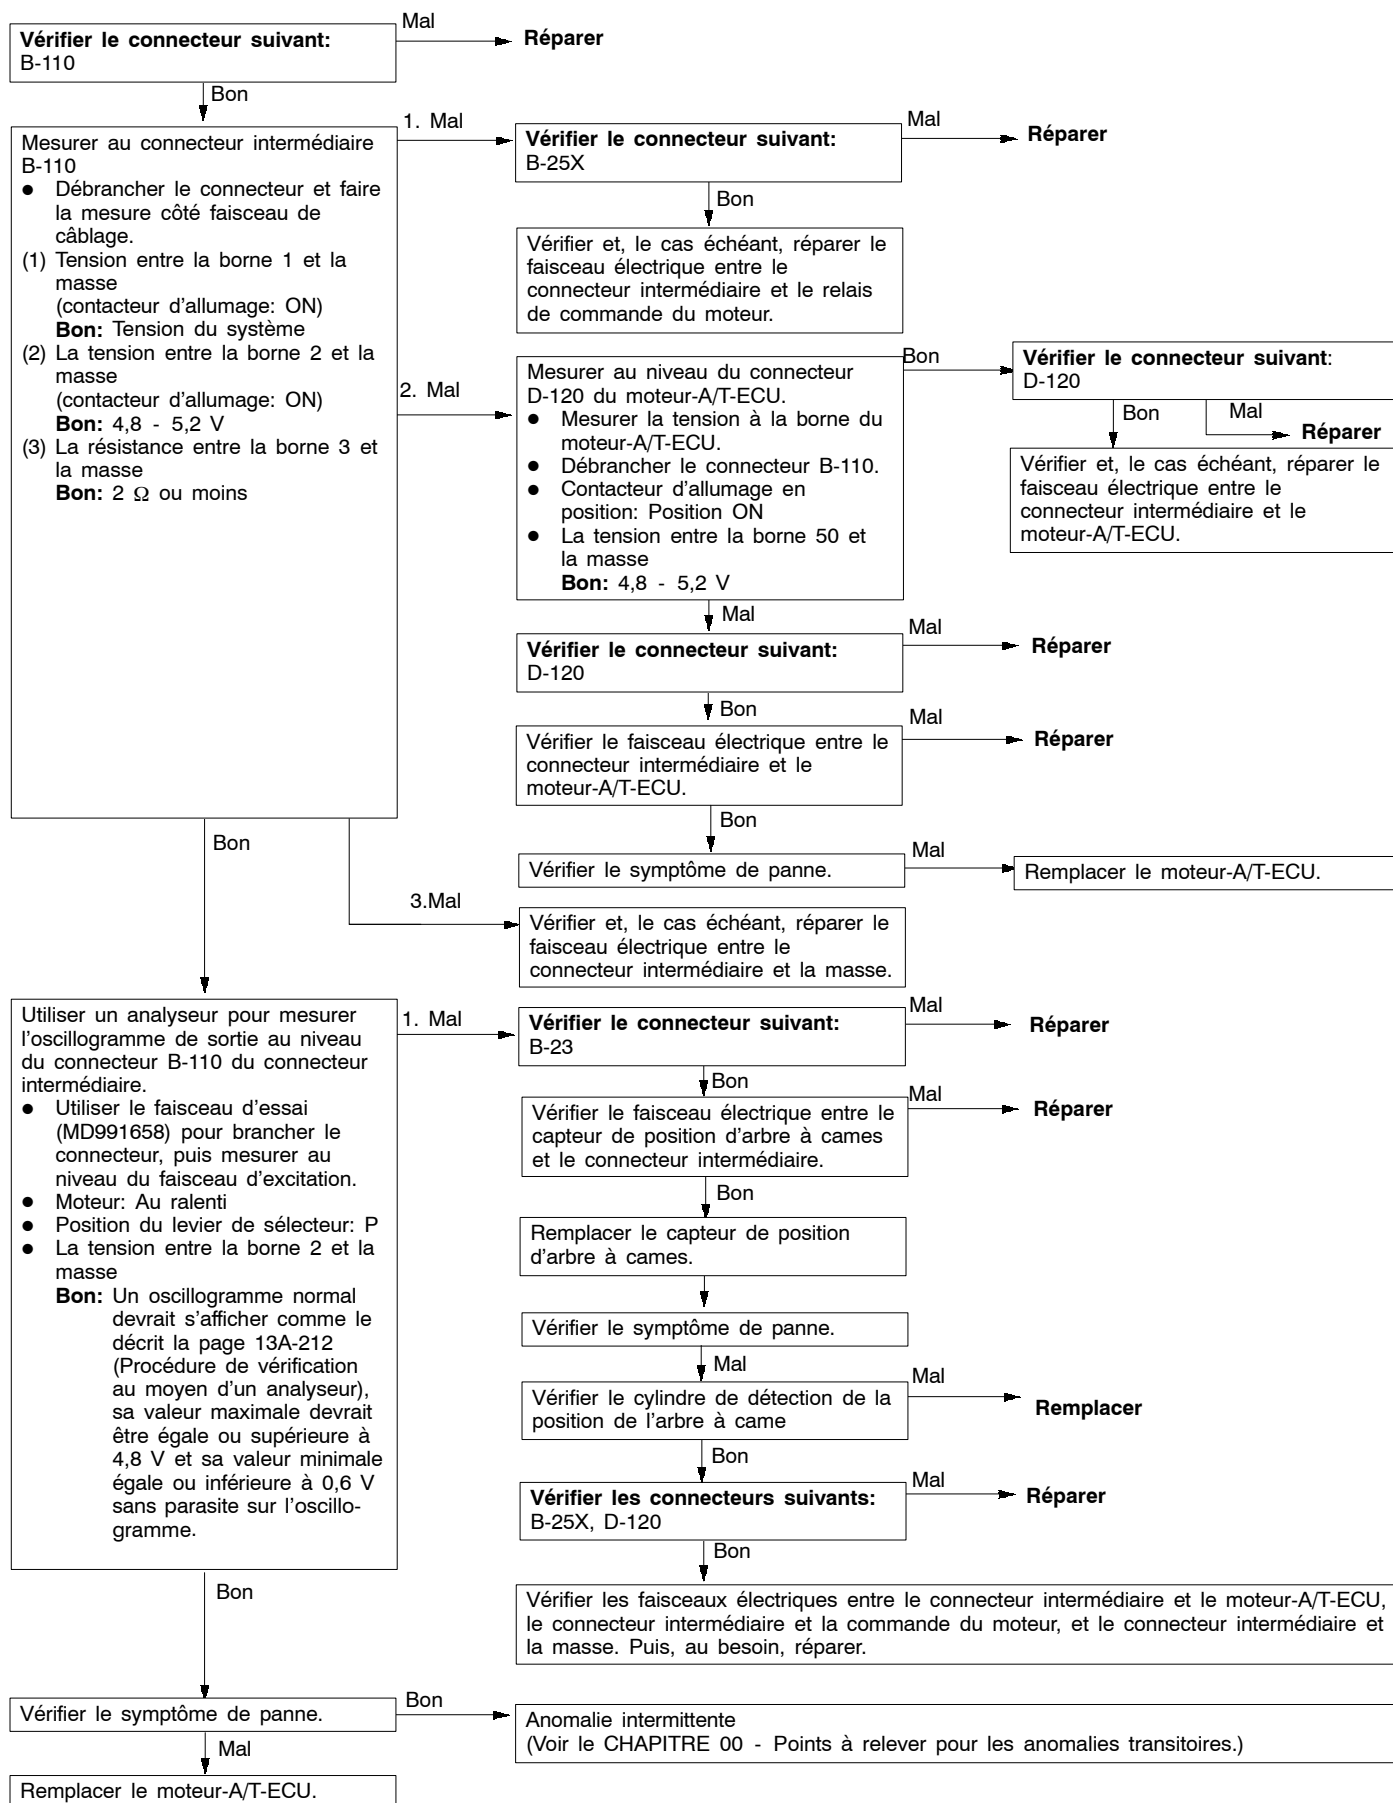 Vérifier le connecteur suivant:
B-110
Mal
Réparer
Bon
Mesurer au connecteur intermédiaire
B-110
● Débrancher le connecteur et faire
la mesure côté faisceau de
câblage.
(1) Tension entre la borne 1 et la
masse
(contacteur d'allumage: ON)
Bon: Tension du système
(2) La tension entre la borne 2 et la
masse
(contacteur d'allumage: ON)
Bon: 4,8 - 5,2 V
(3) La résistance entre la borne 3 et
la masse
Bon: 2 Ω ou moins
1. Mal
Vérifier le connecteur suivant:
B-25X
Mal
Réparer
Bon
Vérifier et, le cas échéant, réparer le
faisceau électrique entre le
connecteur intermédiaire et le relais
de commande du moteur.
2. Mal
Mesurer au niveau du connecteur
D-120 du moteur-A/T-ECU.
● Mesurer la tension à la borne du
moteur-A/T-ECU.
● Débrancher le connecteur B-110.
● Contacteur d'allumage en
position: Position ON
● La tension entre la borne 50 et
la masse
Bon: 4,8 - 5,2 V
Bon
Vérifier le connecteur suivant:
D-120
Bon
Mal
Réparer
Vérifier et, le cas échéant, réparer le
faisceau électrique entre le
connecteur intermédiaire et le
moteur-A/T-ECU.
Mal
Vérifier le connecteur suivant:
D-120
Mal
Réparer
Bon
Vérifier le faisceau électrique entre le
connecteur intermédiaire et le
moteur-A/T-ECU.
Mal
Réparer
Bon
Vérifier le symptôme de panne.
Mal
Remplacer le moteur-A/T-ECU.
3.Mal
Vérifier et, le cas échéant, réparer le
faisceau électrique entre le
connecteur intermédiaire et la masse.
Bon
Utiliser un analyseur pour mesurer
l'oscillogramme de sortie au niveau
du connecteur B-110 du connecteur
intermédiaire.
● Utiliser le faisceau d'essai
(MD991658) pour brancher le
connecteur, puis mesurer au
niveau du faisceau d'excitation.
● Moteur: Au ralenti
● Position du levier de sélecteur: P
● La tension entre la borne 2 et la
masse
Bon: Un oscillogramme normal
devrait s'afficher comme le
décrit la page 13A-212
(Procédure de vérification
au moyen d'un analyseur),
sa valeur maximale devrait
être égale ou supérieure à
4,8 V et sa valeur minimale
égale ou inférieure à 0,6 V
sans parasite sur l'oscillo-
gramme.
1. Mal
Vérifier le connecteur suivant:
B-23
Mal
Réparer
Bon
Vérifier le faisceau électrique entre le
capteur de position d'arbre à cames
et le connecteur intermédiaire.
Mal
Réparer
Bon
Remplacer le capteur de position
d'arbre à cames.
Vérifier le symptôme de panne.
Mal
Vérifier le cylindre de détection de la
position de l'arbre à came
Mal
Remplacer
Bon
Vérifier les connecteurs suivants:
B-25X, D-120
Mal
Réparer
Bon
Vérifier les faisceaux électriques entre le connecteur intermédiaire et le moteur-A/T-ECU,
le connecteur intermédiaire et la commande du moteur, et le connecteur intermédiaire et
la masse. Puis, au besoin, réparer.
Bon
Vérifier le symptôme de panne.
Bon
Anomalie intermittente
(Voir le CHAPITRE 00 - Points à relever pour les anomalies transitoires.)
Mal
Remplacer le moteur-A/T-ECU.